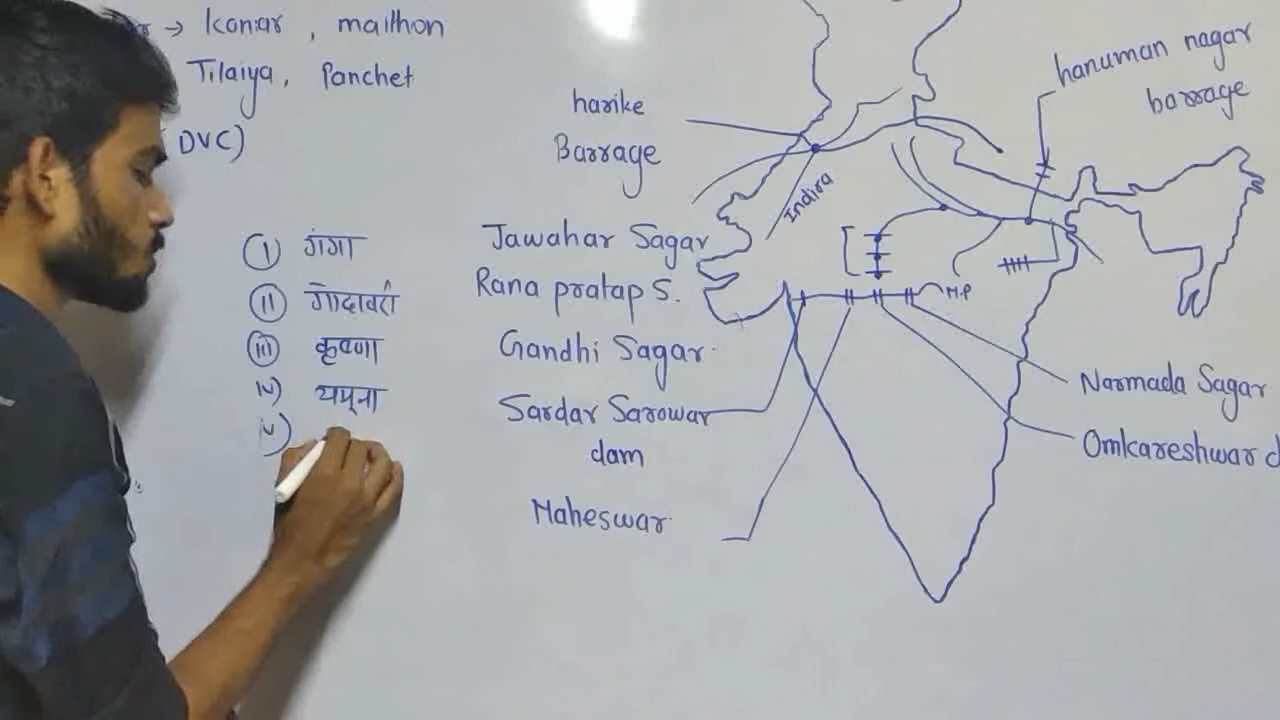 → Konar , maithon
Tilaiya, Panchet
DVC)
I गंगा
II गोदावरी
III कृष्णा
IV) यमुना
V)
harike
Barrage
Jawahar Sagar
Rana pratap S.
Gandhi Sagar
Sardar Sarowar
dam
Maheswar
Indira
M.P
hanuman nagar
barrage
Narmada Sagar
Omkareshwar d